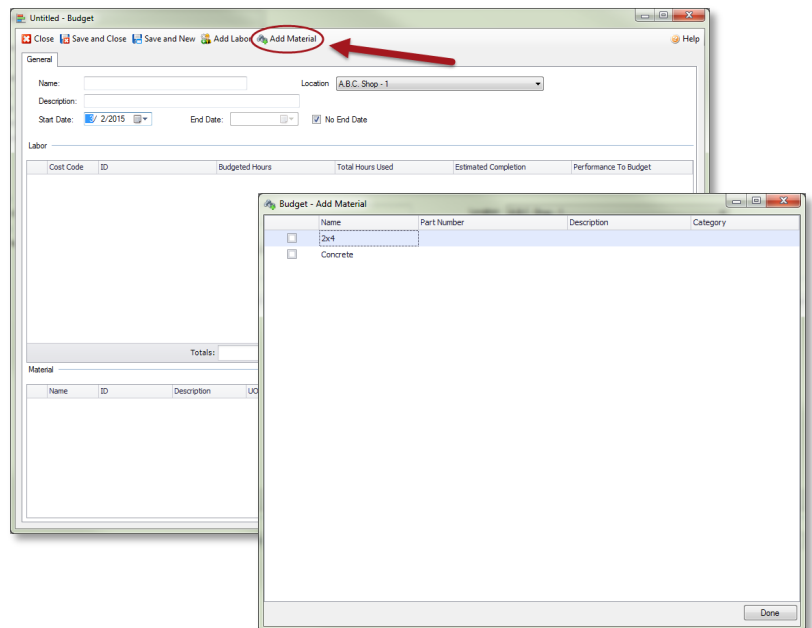 Untitled - Budget
Close Save and Close Save and New Add Labor Add Material Help
General
Name: Location A.B.C. Shop - 1
Description:
Start Date: 3/ 2/2015 End Date: No End Date
Labor
Cost Code ID Budgeted Hours Total Hours Used Estimated Completion Performance To Budget
Totals:
Material
Name ID Description UO
Budget - Add Material
Name Part Number Description Category
2x4
Concrete
Done